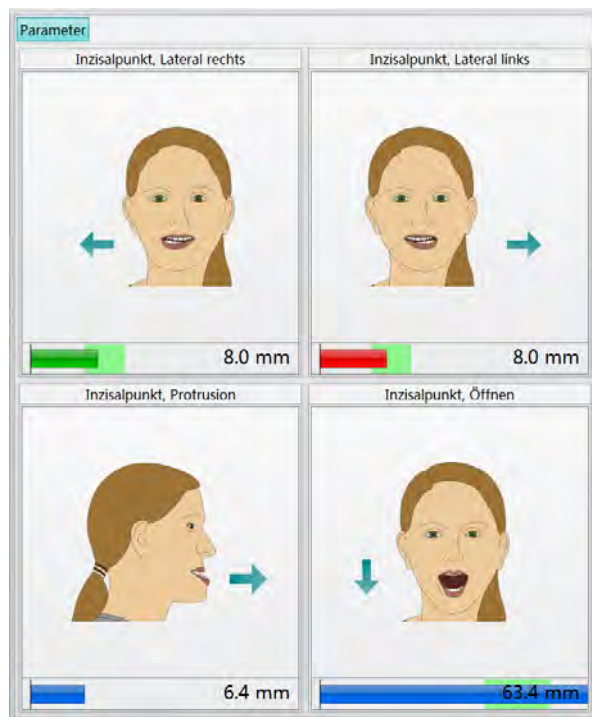 Parameter
Inzisalpunkt, Lateral rechts
Inzisalpunkt, Lateral links
8.0 mm
8.0 mm
Inzisalpunkt, Protrusion
Inzisalpunkt, Öffnen
6.4 mm
63.4 mm